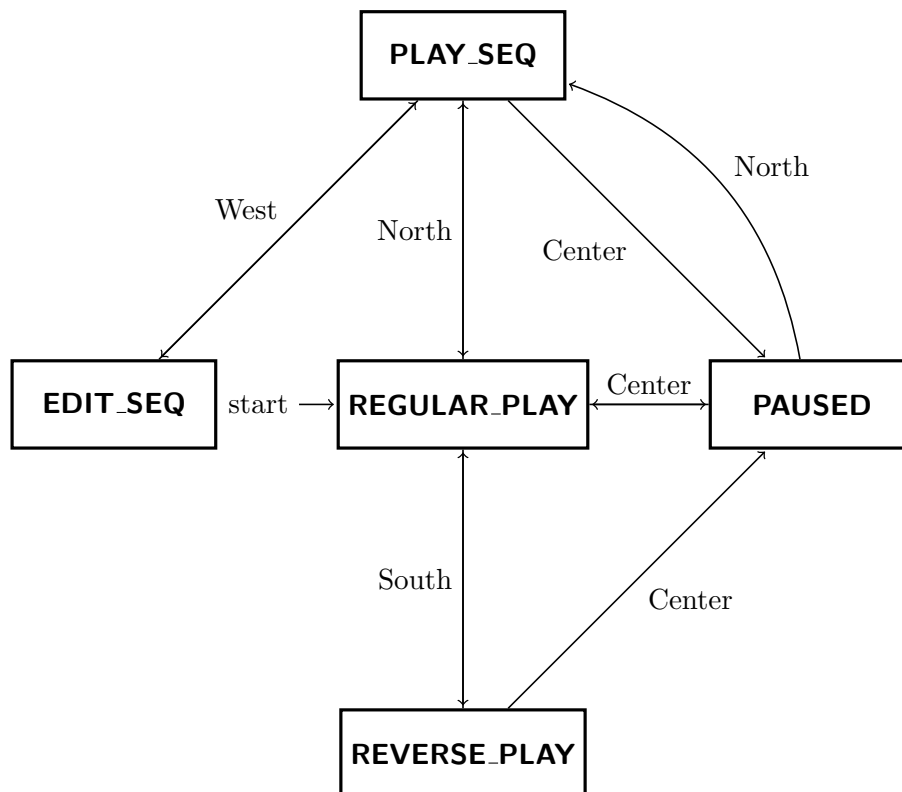 PLAY_SEQ
North
West
North
Center
EDIT_SEQ
start
REGULAR_PLAY
Center
PAUSED
South
Center
REVERSE_PLAY